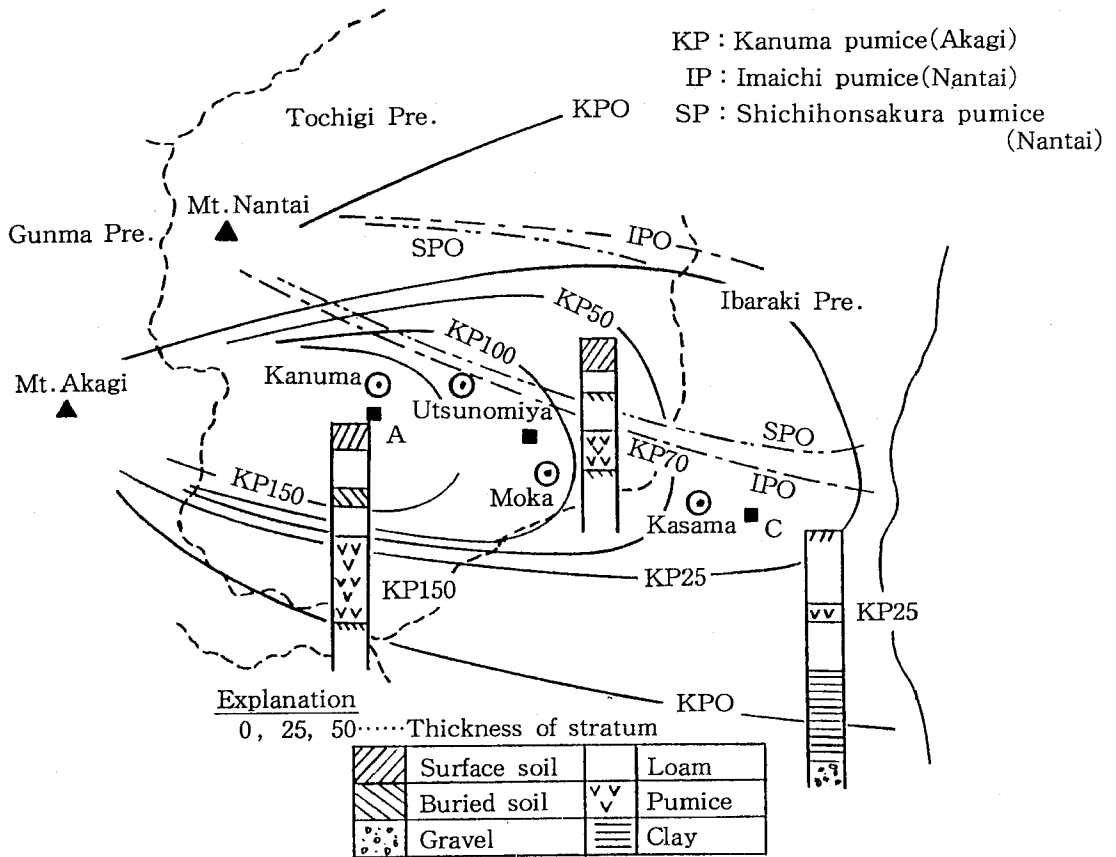 KP : Kanuma pumice(Akagi)
IP : Imaichi pumice(Nantai)
SP : Shichihonsakura pumice
(Nantai)
Tochigi Pre.
KPO
Mt.Nantai
Gunma Pre.
SPO
IPO
Ibaraki Pre.
KP50
KP100
Mt.Akagi
Kanuma
Utsunomiya
A
SPO
KP70
IPO
KP150
Moka
Kasama
C
KP150
KP25
KP25
KPO
Explanation
0, 25, 50······Thickness of stratum
Surface soil
Loam
Buried soil
Pumice
Gravel
Clay